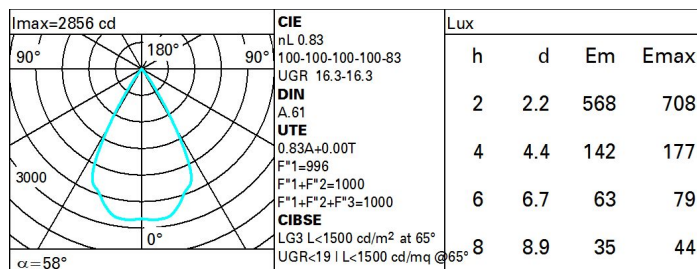 Imax=2856 cd
90°
180°
90°
3000
0°
α=58°
CIE
nL 0.83
100-100-100-100-83
UGR 16.3-16.3
DIN
A.61
UTE
0.83A+0.00T
F"1=996
F"1+F"2=1000
F"1+F"2+F"3=1000
CIBSE
LG3 L<1500 cd/m² at 65°
UGR<19 | L<1500 cd/mq @65°
Lux
h d Em Emax
2 2.2 568 708
4 4.4 142 177
6 6.7 63 79
8 8.9 35 44